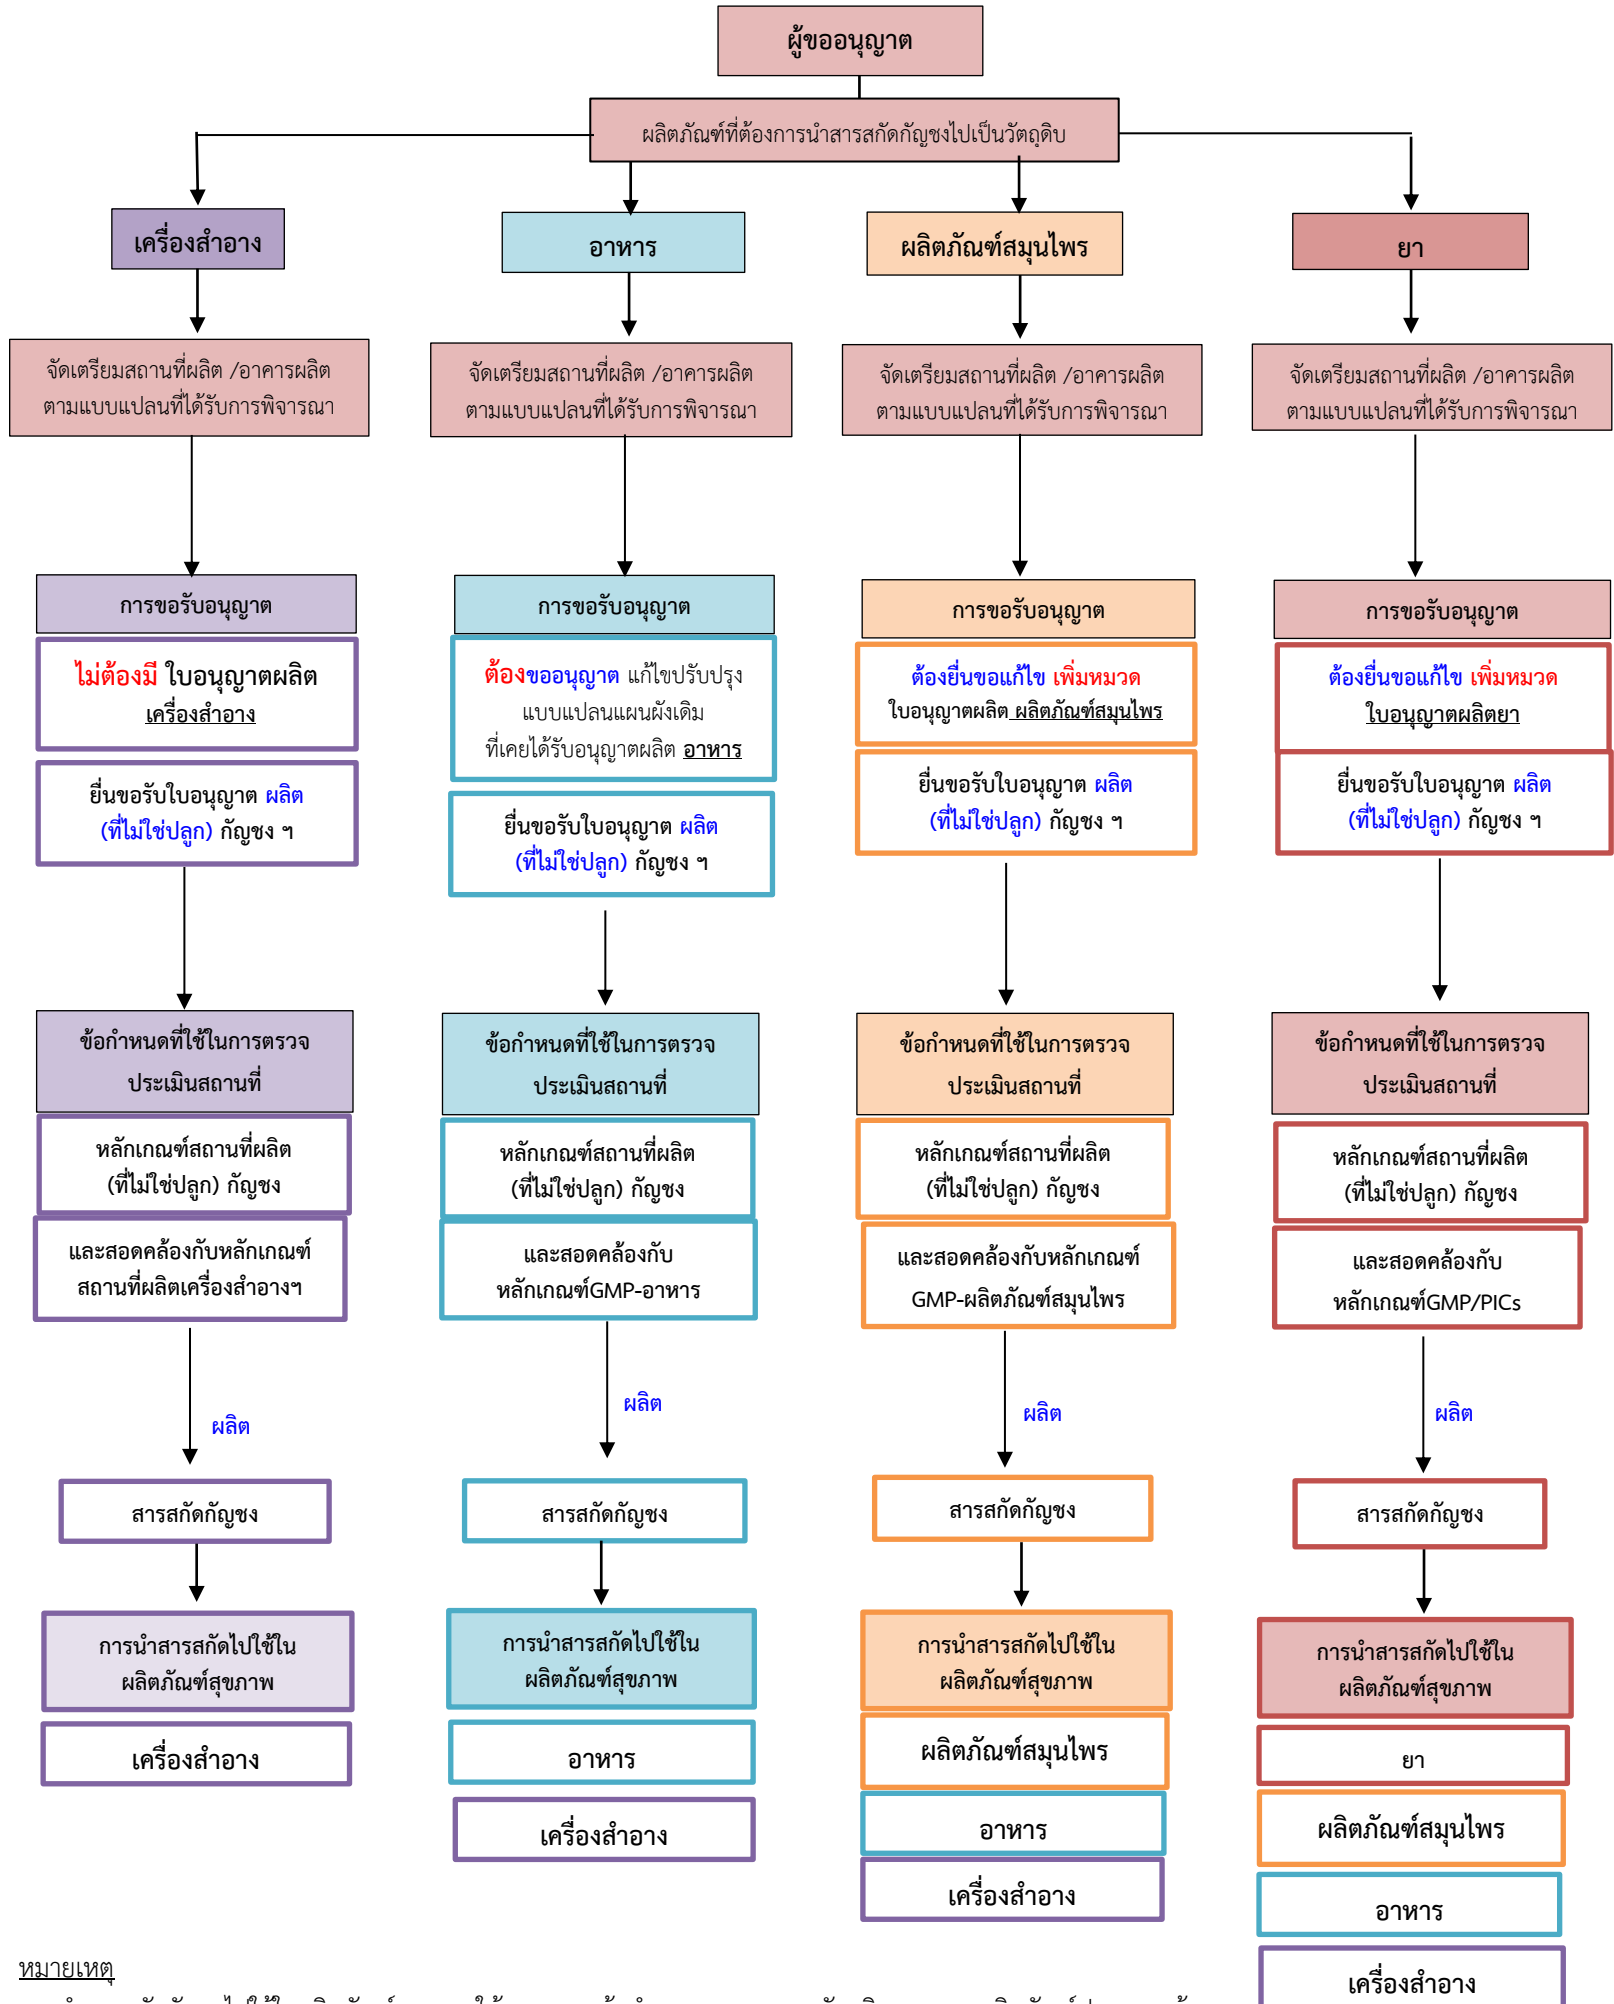 ผู้ขออนุญาต
ผลิตภัณฑ์ที่ต้องการนำสารสกัดกัญชงไปเป็นวัตถุดิบ
เครื่องสำอาง
อาหาร
ผลิตภัณฑ์สมุนไพร
ยา
จัดเตรียมสถานที่ผลิต /อาคารผลิต
ตามแบบแปลนที่ได้รับการพิจารณา
จัดเตรียมสถานที่ผลิต /อาคารผลิต
ตามแบบแปลนที่ได้รับการพิจารณา
จัดเตรียมสถานที่ผลิต /อาคารผลิต
ตามแบบแปลนที่ได้รับการพิจารณา
จัดเตรียมสถานที่ผลิต /อาคารผลิต
ตามแบบแปลนที่ได้รับการพิจารณา
การขอรับอนุญาต
ไม่ต้องมี ใบอนุญาตผลิต
เครื่องสำอาง
ยื่นขอรับใบอนุญาต ผลิต
(ที่ไม่ใช่ปลูก) กัญชง ฯ
การขอรับอนุญาต
ต้องขออนุญาต แก้ไขปรับปรุง
แบบแปลนแผนผังเดิม
ที่เคยได้รับอนุญาตผลิต อาหาร
ยื่นขอรับใบอนุญาต ผลิต
(ที่ไม่ใช่ปลูก) กัญชง ฯ
การขอรับอนุญาต
ต้องยื่นขอแก้ไข เพิ่มหมวด
ใบอนุญาตผลิต ผลิตภัณฑ์สมุนไพร
ยื่นขอรับใบอนุญาต ผลิต
(ที่ไม่ใช่ปลูก) กัญชง ฯ
การขอรับอนุญาต
ต้องยื่นขอแก้ไข เพิ่มหมวด
ใบอนุญาตผลิตยา
ยื่นขอรับใบอนุญาต ผลิต
(ที่ไม่ใช่ปลูก) กัญชง ฯ
ข้อกำหนดที่ใช้ในการตรวจ
ประเมินสถานที่
หลักเกณฑ์สถานที่ผลิต
(ที่ไม่ใช่ปลูก) กัญชง
และสอดคล้องกับหลักเกณฑ์
สถานที่ผลิตเครื่องสำอางฯ
ข้อกำหนดที่ใช้ในการตรวจ
ประเมินสถานที่
หลักเกณฑ์สถานที่ผลิต
(ที่ไม่ใช่ปลูก) กัญชง
และสอดคล้องกับ
หลักเกณฑ์GMP-อาหาร
ข้อกำหนดที่ใช้ในการตรวจ
ประเมินสถานที่
หลักเกณฑ์สถานที่ผลิต
(ที่ไม่ใช่ปลูก) กัญชง
และสอดคล้องกับหลักเกณฑ์
GMP-ผลิตภัณฑ์สมุนไพร
ข้อกำหนดที่ใช้ในการตรวจ
ประเมินสถานที่
หลักเกณฑ์สถานที่ผลิต
(ที่ไม่ใช่ปลูก) กัญชง
และสอดคล้องกับ
หลักเกณฑ์GMP/PICs
ผลิต
ผลิต
ผลิต
ผลิต
สารสกัดกัญชง
สารสกัดกัญชง
สารสกัดกัญชง
สารสกัดกัญชง
การนำสารสกัดไปใช้ใน
ผลิตภัณฑ์สุขภาพ
เครื่องสำอาง
การนำสารสกัดไปใช้ใน
ผลิตภัณฑ์สุขภาพ
อาหาร
เครื่องสำอาง
การนำสารสกัดไปใช้ใน
ผลิตภัณฑ์สุขภาพ
ผลิตภัณฑ์สมุนไพร
อาหาร
เครื่องสำอาง
การนำสารสกัดไปใช้ใน
ผลิตภัณฑ์สุขภาพ
ยา
ผลิตภัณฑ์สมุนไพร
อาหาร
เครื่องสำอาง
หมายเหตุ